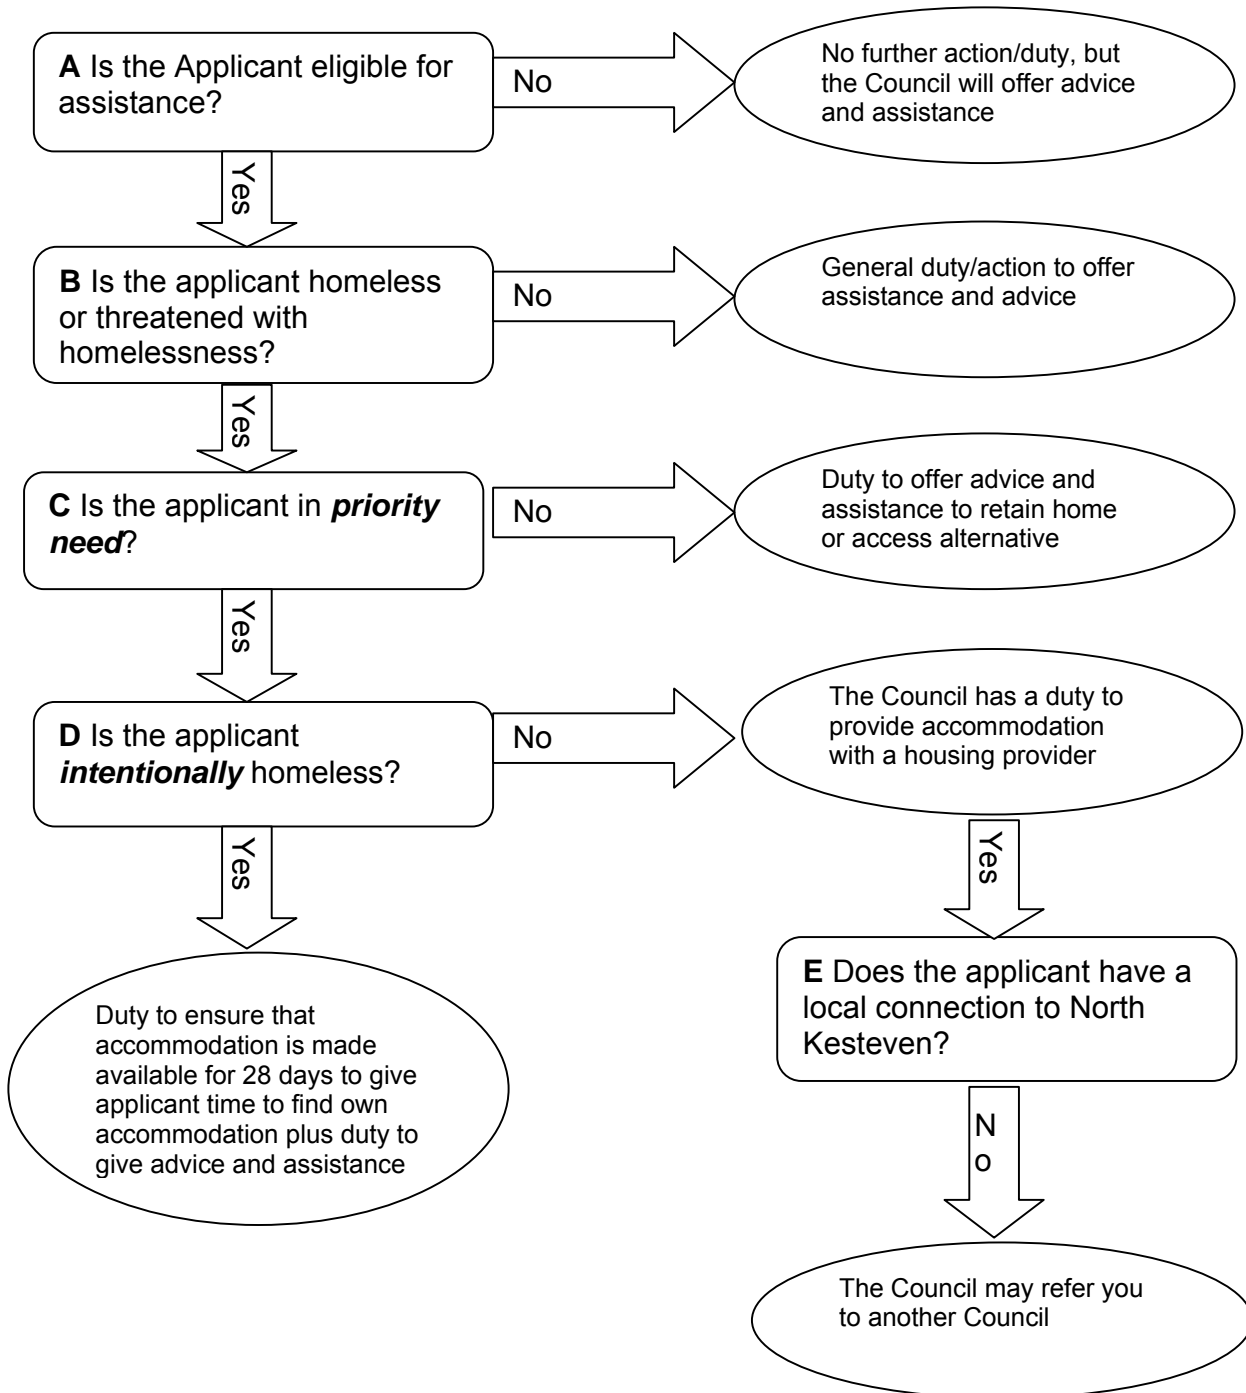 A Is the Applicant eligible for
assistance?
No
No further action/duty, but
the Council will offer advice
and assistance
Yes
B Is the applicant homeless
or threatened with
homelessness?
No
General duty/action to offer
assistance and advice
Yes
C Is the applicant in priority
need?
No
Duty to offer advice and
assistance to retain home
or access alternative
Yes
D Is the applicant
intentionally homeless?
No
The Council has a duty to
provide accommodation
with a housing provider
Yes
Duty to ensure that
accommodation is made
available for 28 days to give
applicant time to find own
accommodation plus duty to
give advice and assistance
Yes
E Does the applicant have a
local connection to North
Kesteven?
N
o
The Council may refer you
to another Council